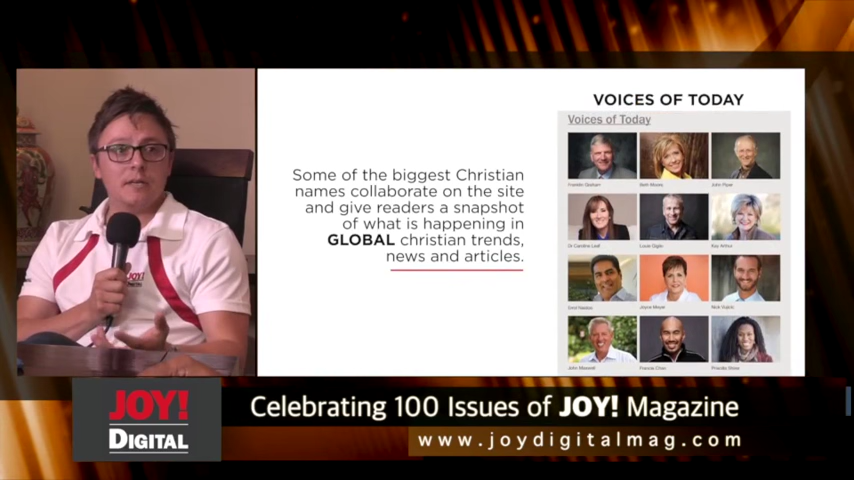 VOICES OF TODAY
Voices of Today
Some of the biggest Christian
names collaborate on the site
and give readers a snapshot
of what is happening in
GLOBAL christian trends,
news and articles.
Franklin Graham
Beth Moore
John Piper
Dr Caroline Leaf
Louie Giglio
Kay Arthur
Joyce Meyer
Nick Vujicic
John Maxwell
Francis Chan
Priscilla Shirer
JOY!
JOY!
DIGITAL
Celebrating 100 Issues of JOY! Magazine
www.joydigitalmag.com